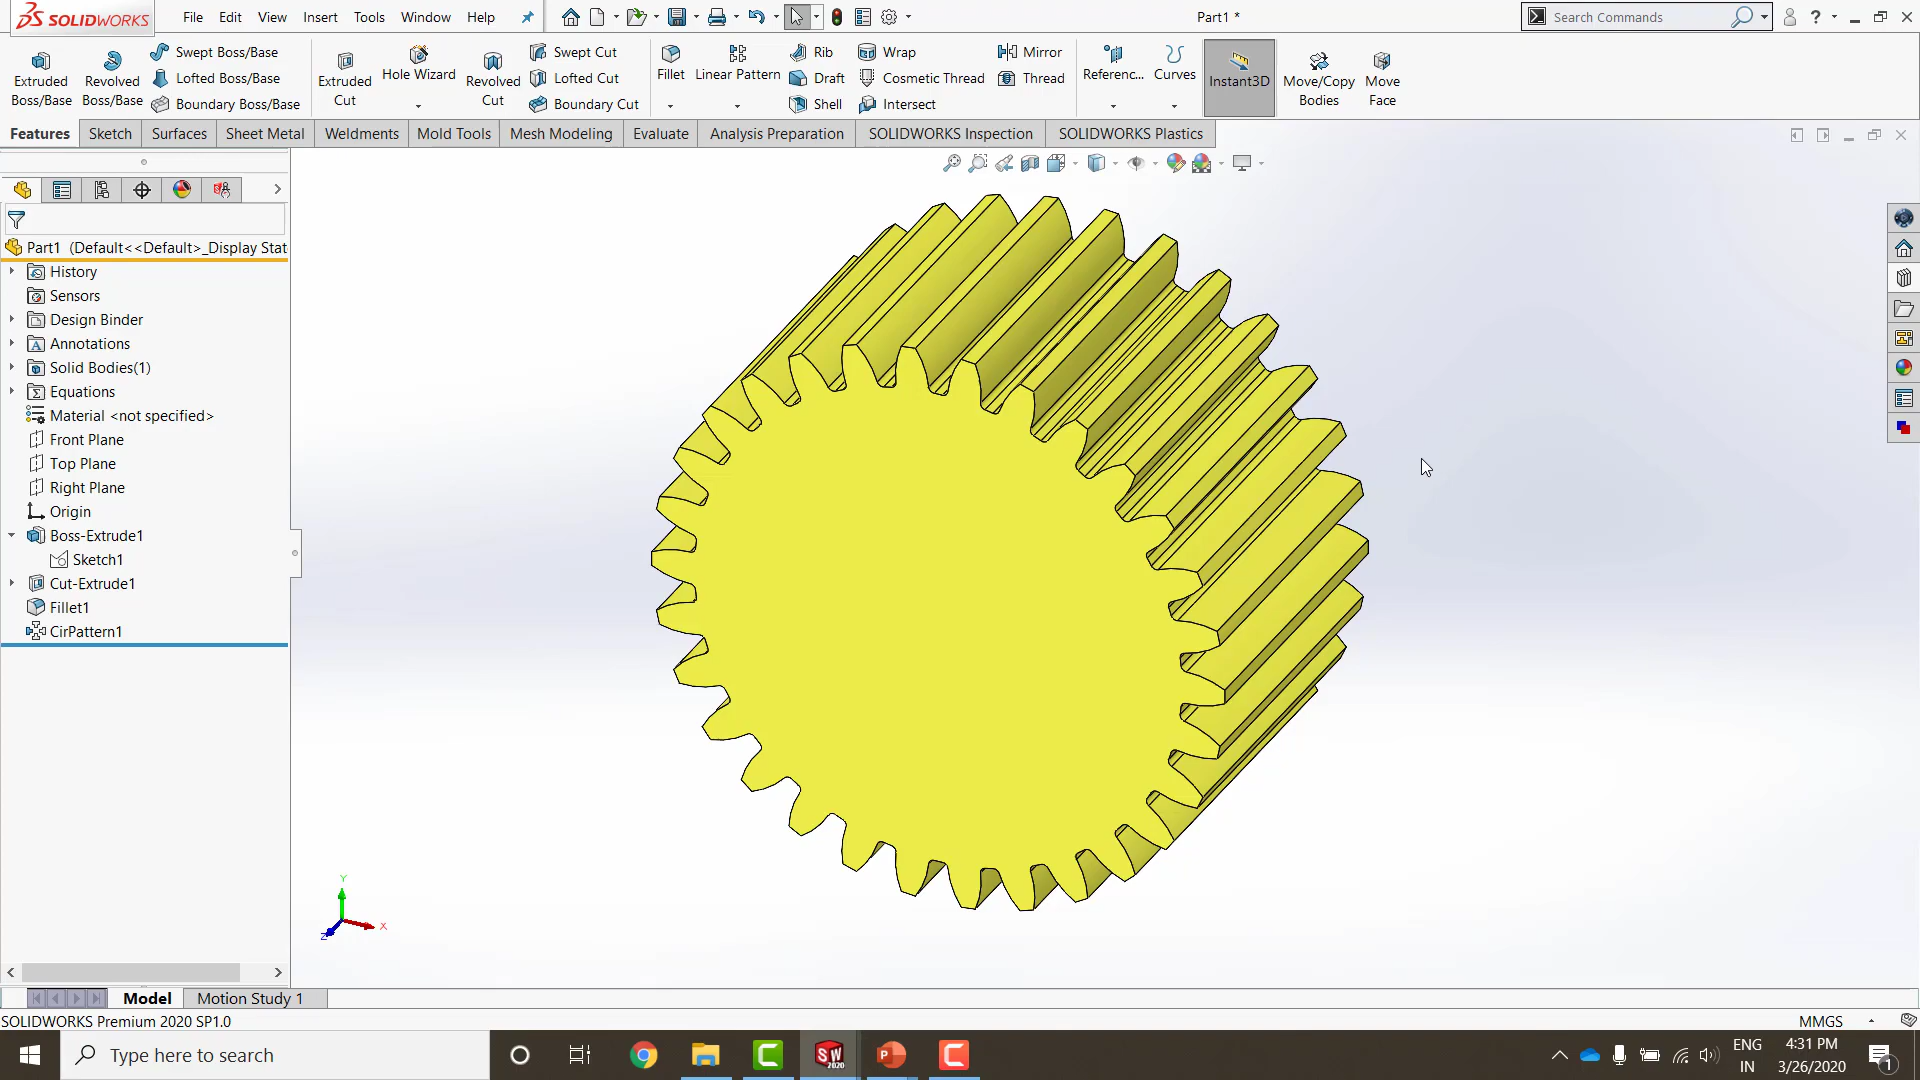 SOLIDWORKS File Edit View Insert Tools Window Help Part1 * Search Commands ?
Extruded Boss/Base
Revolved Boss/Base
Swept Boss/Base
Lofted Boss/Base
Boundary Boss/Base
Extruded Cut
Hole Wizard
Revolved Cut
Swept Cut
Lofted Cut
Boundary Cut
Fillet
Linear Pattern
Rib
Draft
Shell
Wrap
Cosmetic Thread
Intersect
Mirror
Thread
Referenc...
Curves
Instant3D
Move/Copy Bodies
Move Face
Features Sketch Surfaces Sheet Metal Weldments Mold Tools Mesh Modeling Evaluate Analysis Preparation SOLIDWORKS Inspection SOLIDWORKS Plastics
Part1 (Default<<Default>_Display Stat
History
Sensors
Design Binder
Annotations
Solid Bodies(1)
Equations
Material <not specified>
Front Plane
Top Plane
Right Plane
Origin
Boss-Extrude1
Sketch1
Cut-Extrude1
Fillet1
CirPattern1
Y
X
Z
Model Motion Study 1
SOLIDWORKS Premium 2020 SP1.0 MMGS
Type here to search
SW
2020
ENG
IN
4:31 PM
3/26/2020
1